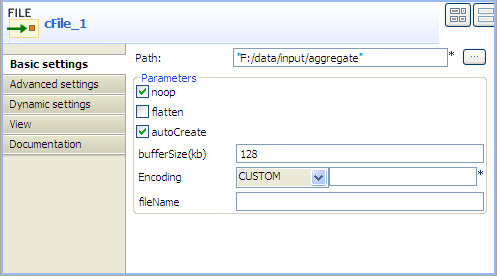 FILE
cFile_1
Basic settings
Advanced settings
Dynamic settings
View
Documentation
Path: "F:/data/input/aggregate" * ...
Parameters
noop
flatten
autoCreate
bufferSize(kb) 128
Encoding CUSTOM *
fileName